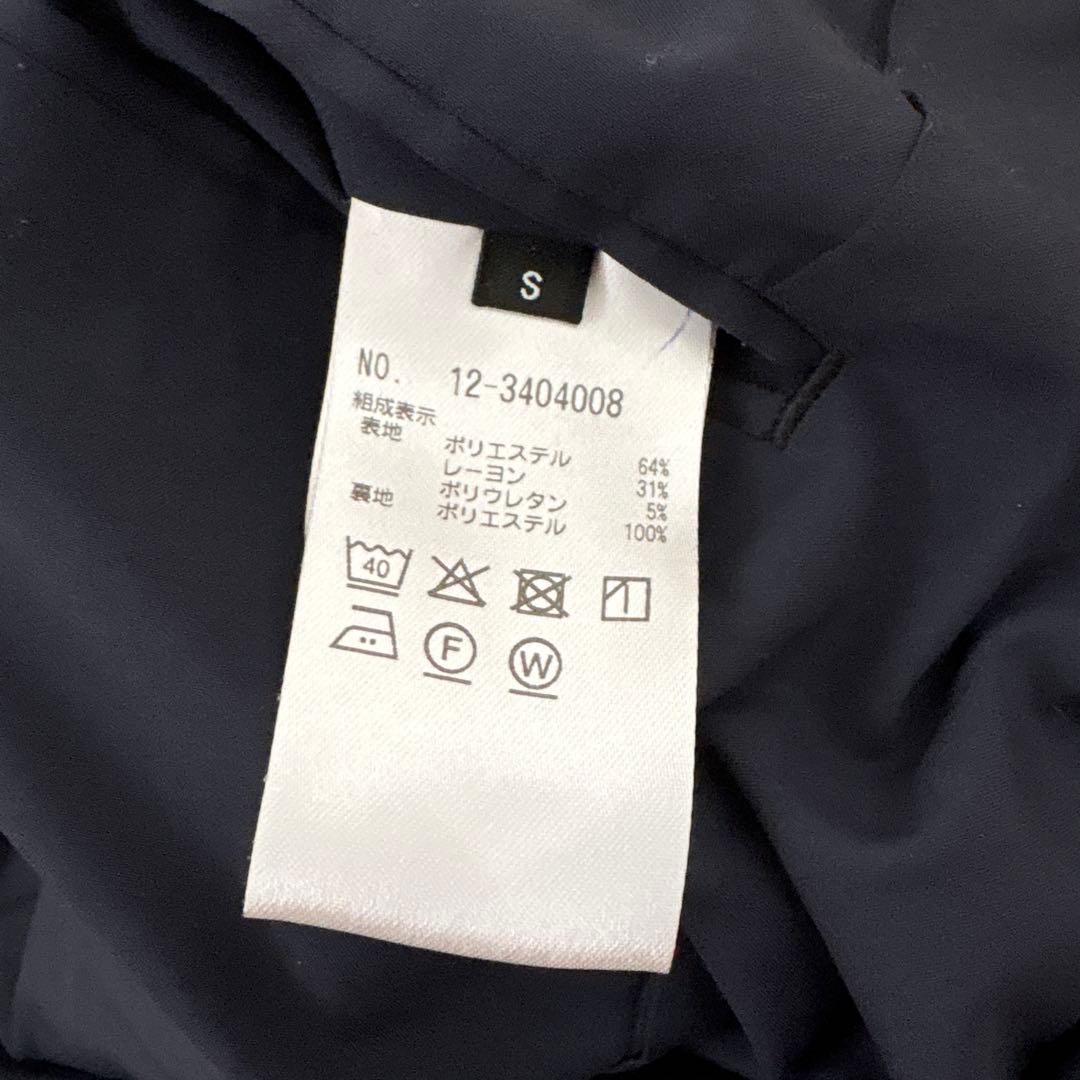 S
NO. 12-3404008
組成表示
表地 ポリエステル 64%
レーヨン 31%
ポリウレタン 5%
裏地 ポリエステル 100%
40
F W